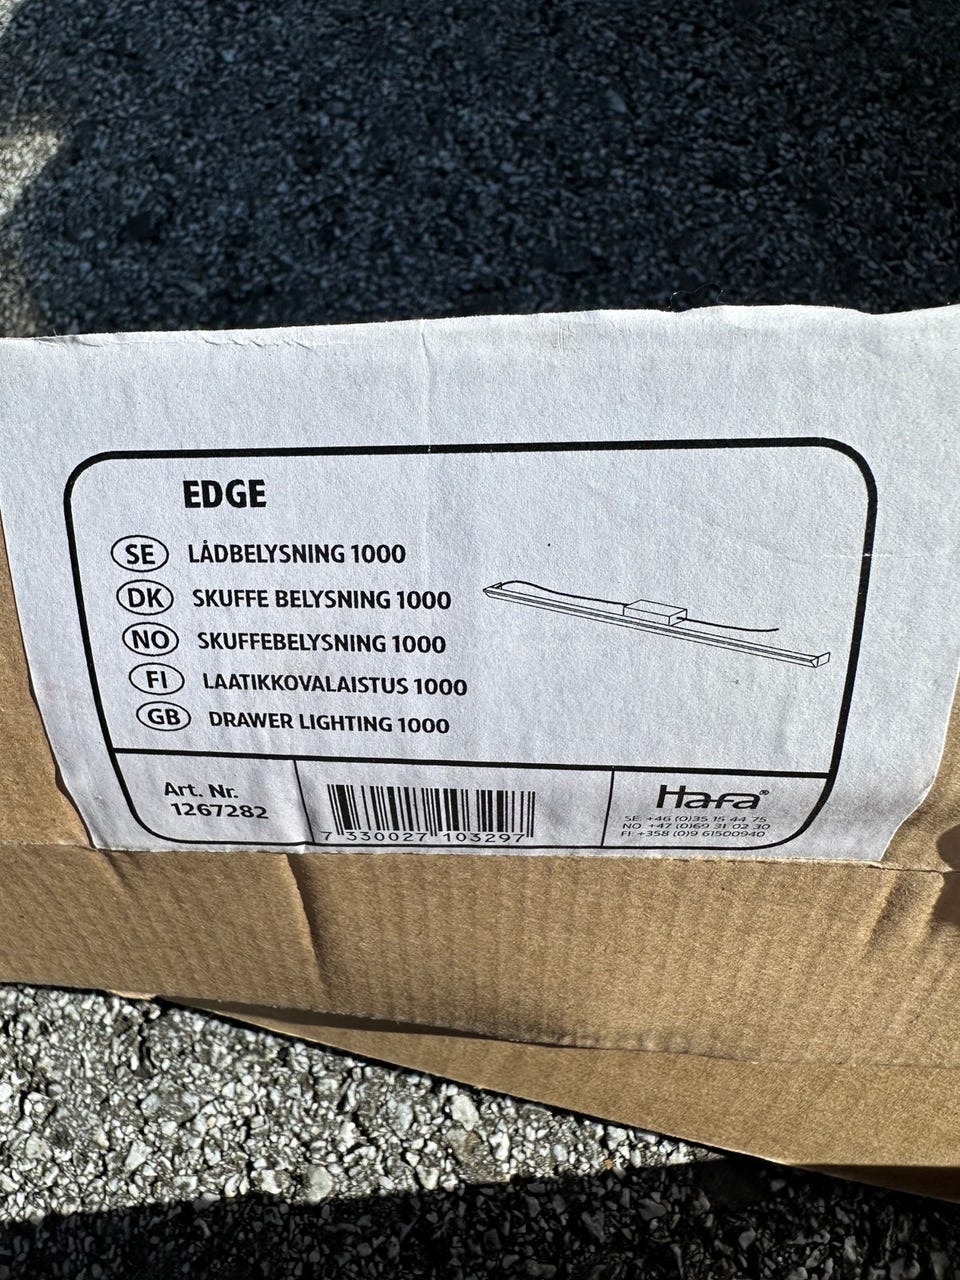 EDGE
SE LÅDBELYSNING 1000
DK SKUFFE BELYSNING 1000
NO SKUFFEBELYSNING 1000
FI LAATIKKOVALAISTUS 1000
GB DRAWER LIGHTING 1000
Art. Nr.
1267282
7 330027 103297
Hafa®
SE: +46 (0)35 15 44 75
NO: +47 (0)69 31 02 30
FI: +358 (0)9 61500940